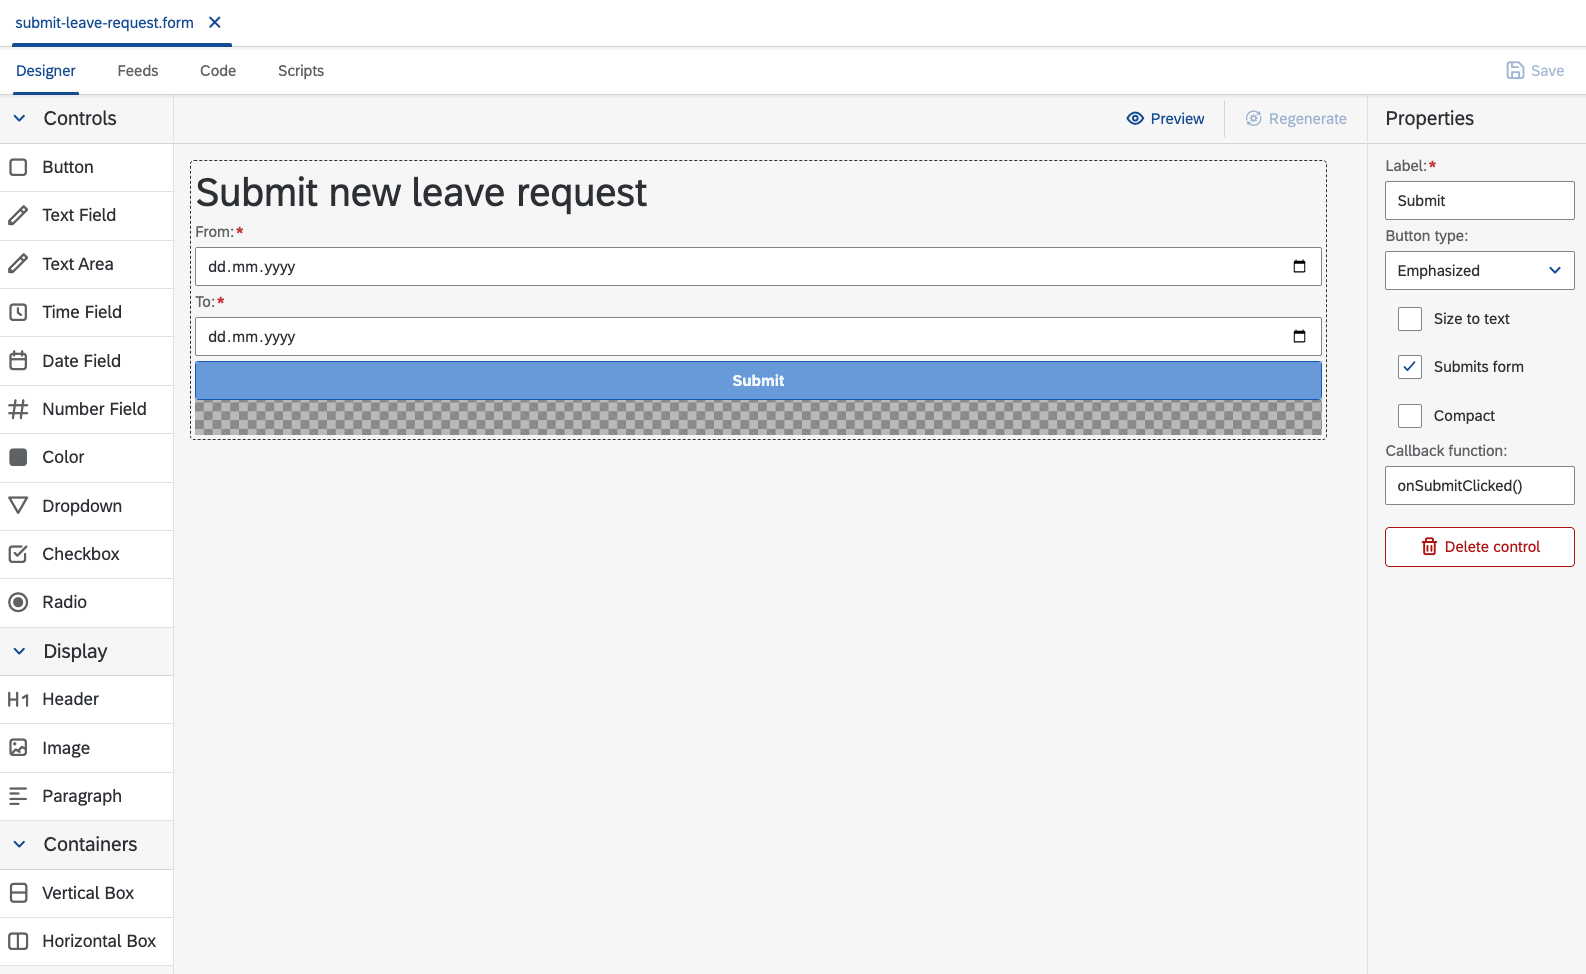 submit-leave-request.form
Designer Feeds Code Scripts Save
Controls
Button
Text Field
Text Area
Time Field
Date Field
Number Field
Color
Dropdown
Checkbox
Radio
Display
H1 Header
Image
Paragraph
Containers
Vertical Box
Horizontal Box
Preview Regenerate
Submit new leave request
From:*
dd.mm.yyyy
To:*
dd.mm.yyyy
Submit
Properties
Label:*
Submit
Button type:
Emphasized
Size to text
Submits form
Compact
Callback function:
onSubmitClicked()
Delete control